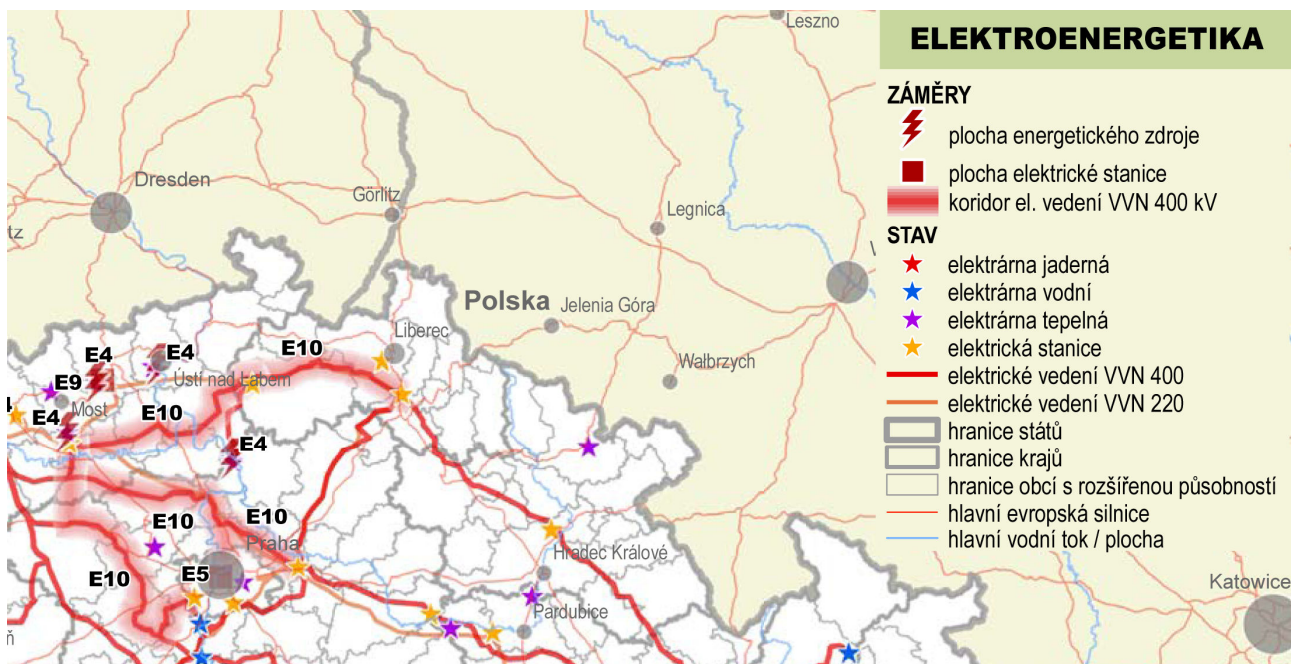 Leszno
ELEKTROENERGETIKA
ZÁMĚRY
plocha energetického zdroje
plocha elektrické stanice
koridor el. vedení VVN 400 kV
STAV
elektrárna jaderná
elektrárna vodní
elektrárna tepelná
elektrická stanice
elektrické vedení VVN 400
elektrické vedení VVN 220
hranice států
hranice krajů
hranice obcí s rozšířenou působností
hlavní evropská silnice
hlavní vodní tok / plocha
Dresden
Görlitz
Legnica
tz
Polska
Jelenia Góra
Liberec
Wałbrzych
E10
E4
E4
Ústí nad Labem
E9
Most
E4
E10
E4
E10
E10
Praha
Hradec Králové
E10
E5
Pardubice
Katowice